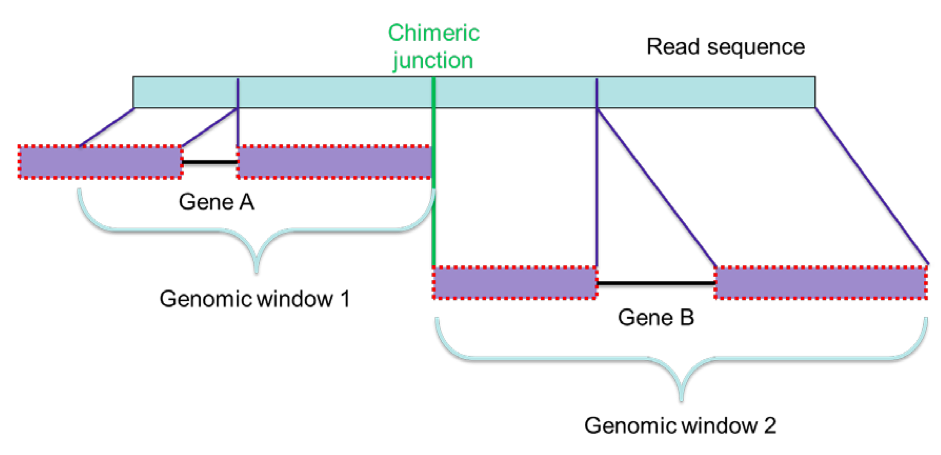 Chimeric
junction
Read sequence
Gene A
Genomic window 1
Gene B
Genomic window 2